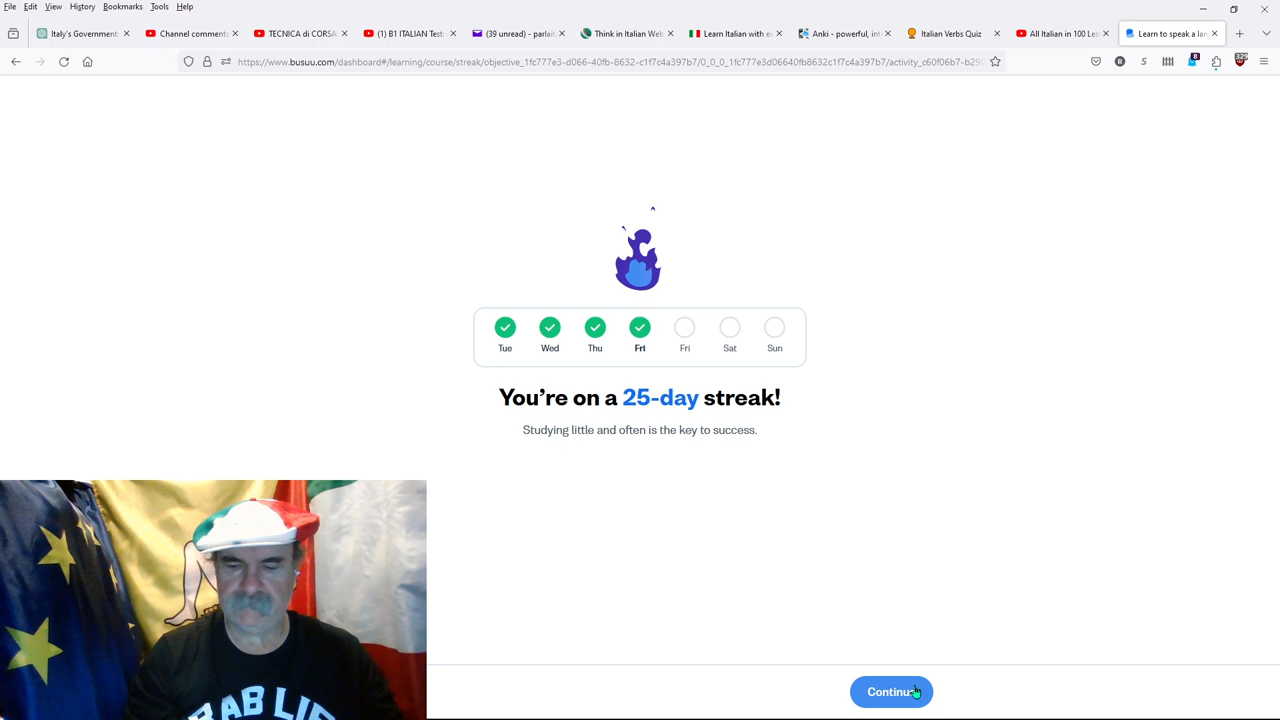 File Edit View History Bookmarks Tools Help
Italy's Government
Channel comment
TECNICA di CORSA
(1) B1 ITALIAN Test
(39 unread) - parlait
Think in Italian Web
Learn Italian with e
Anki - powerful, int
Italian Verbs Quiz
All Italian in 100 Les
Learn to speak a lan
https://www.busuu.com/dashboard#/learning/course/streak/objective_1fc777e3-d066-40fb-8632-c1f7c4a397b7/0_0_0_1fc777e3d06640fb8632c1f7c4a397b7/activity_c60f06b7-b29
Tue Wed Thu Fri Fri Sat Sun
You're on a 25-day streak!
Studying little and often is the key to success.
Continue